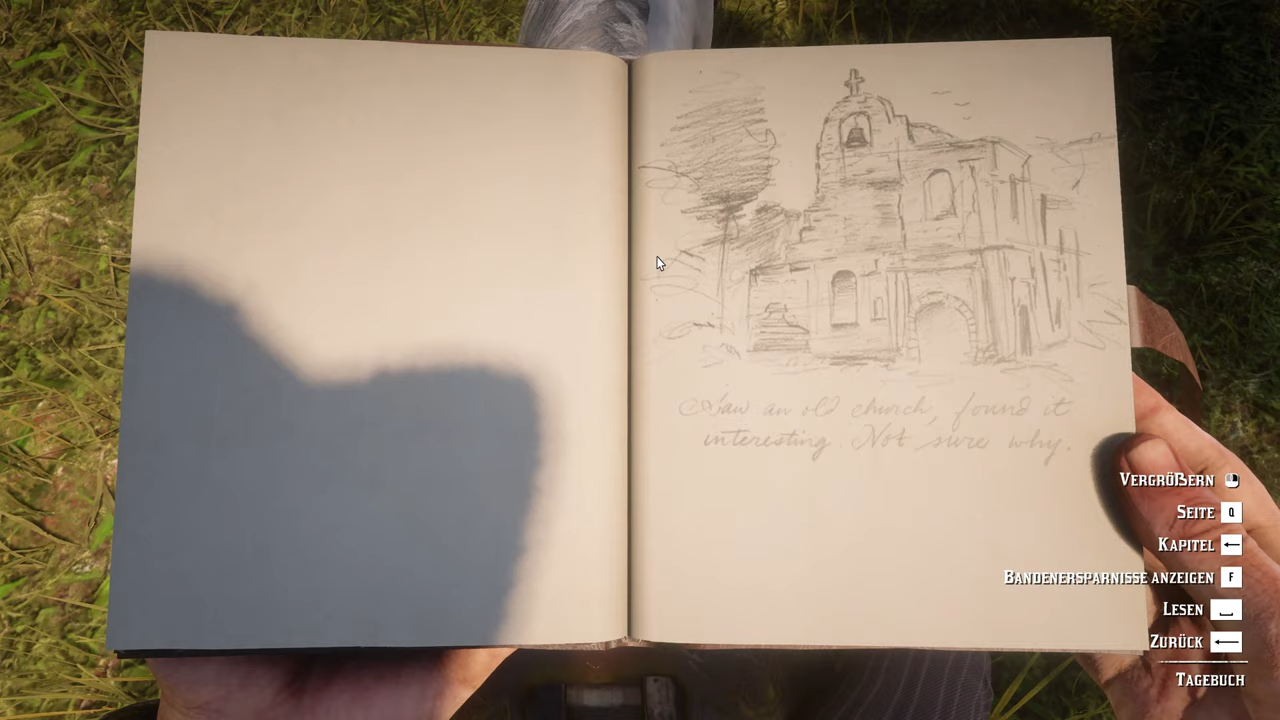 Saw an old church, found it
interesting. Not sure why.
VERGRÖẞERN
SEITE Q
KAPITEL
BANDENERSPARNISSE ANZEIGEN F
LESEN
ZURÜCK
TAGEBUCH